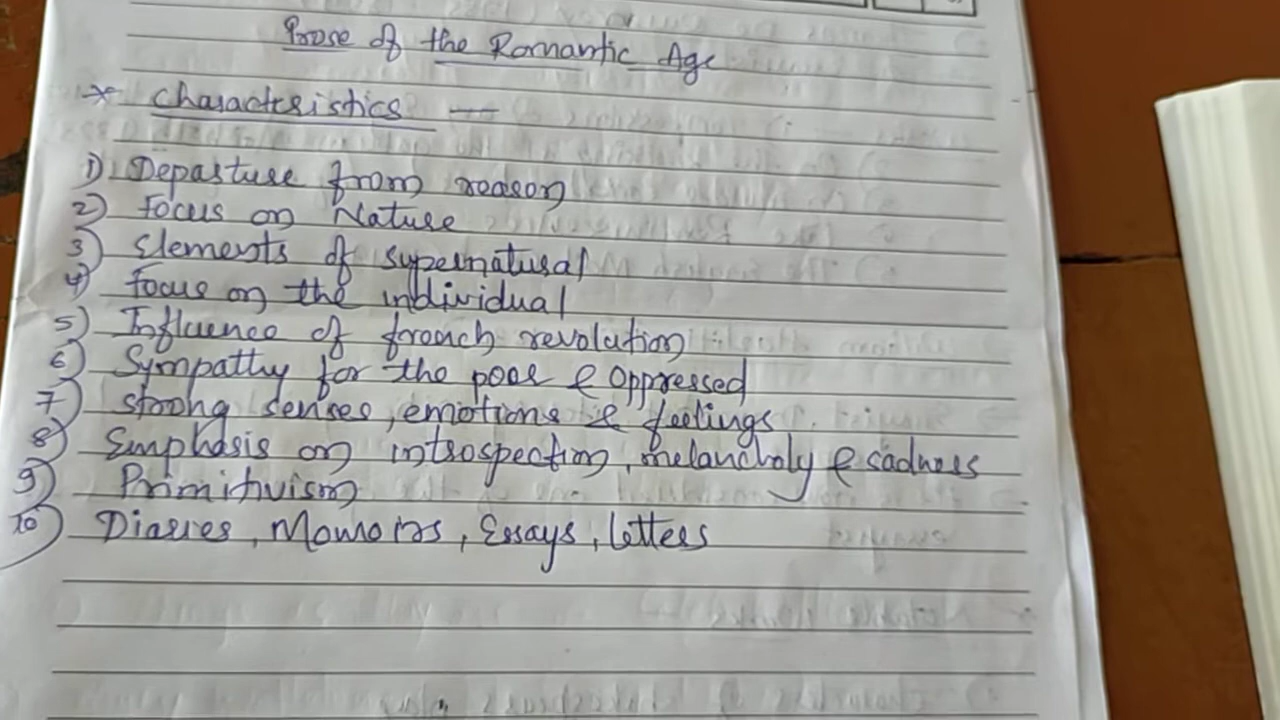 Prose of the Romantic Age
* Characteristics —
1) Departure from reason
2) Focus on Nature
3) Elements of supernatural
4) Focus on the individual
5) Influence of french revolution
6) Sympathy for the poor & oppressed
7) Strong senses, emotions & feelings
8) Emphasis on introspection, melancholy & sadness
9) Primitivism
10) Diaries, Memoirs, Essays, letters